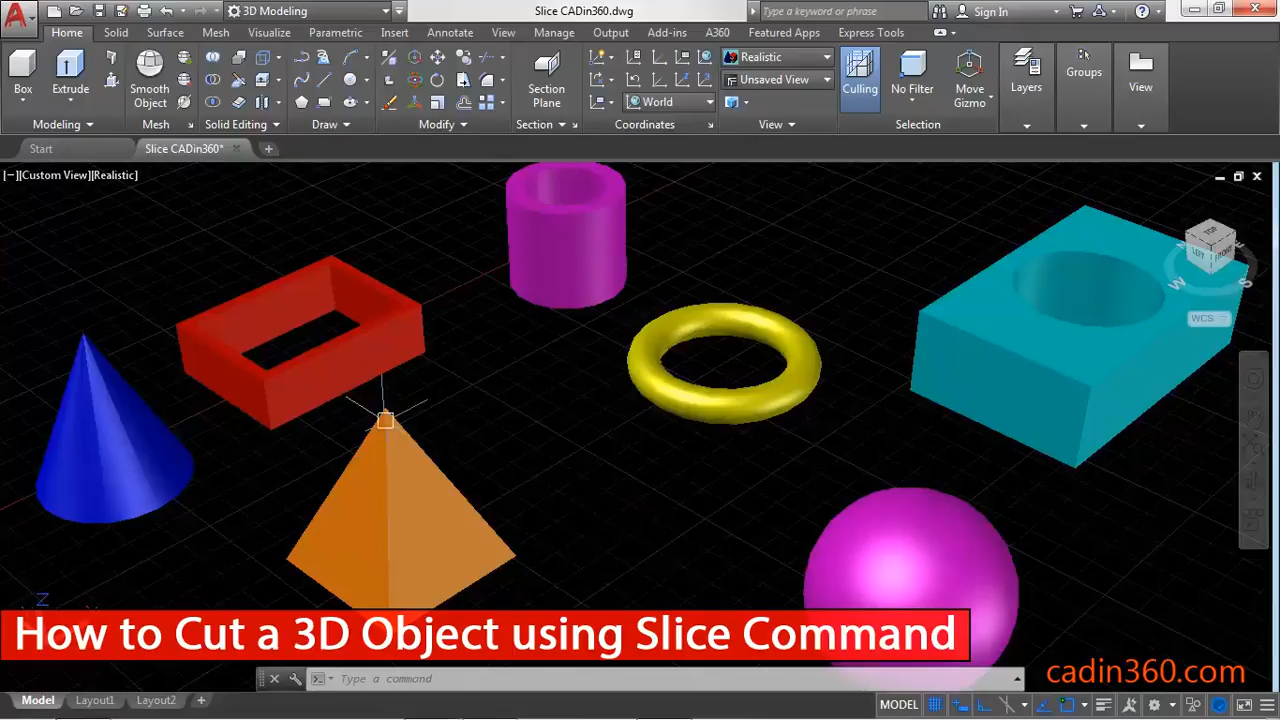 3D Modeling
Slice CADin360.dwg
Type a keyword or phrase
Sign In
Home Solid Surface Mesh Visualize Parametric Insert Annotate View Manage Output Add-ins A360 Featured Apps Express Tools
Realistic
Unsaved View
World
Box
Extrude
Smooth
Object
Section
Plane
Culling
No Filter
Move
Gizmo
Layers
Groups
View
Modeling
Mesh
Solid Editing
Draw
Modify
Section
Coordinates
View
Selection
Start
Slice CADin360*
[−][Custom View][Realistic]
TOP
LEFT
FRONT
N
E
W
S
WCS
Z
How to Cut a 3D Object using Slice Command
Type a command
cadin360.com
Model Layout1 Layout2
MODEL